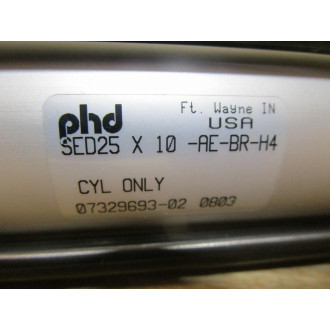 phd Ft. Wayne IN
USA
SED25 X 10 -AE-BR-H4
CYL ONLY
07329693-02 0803